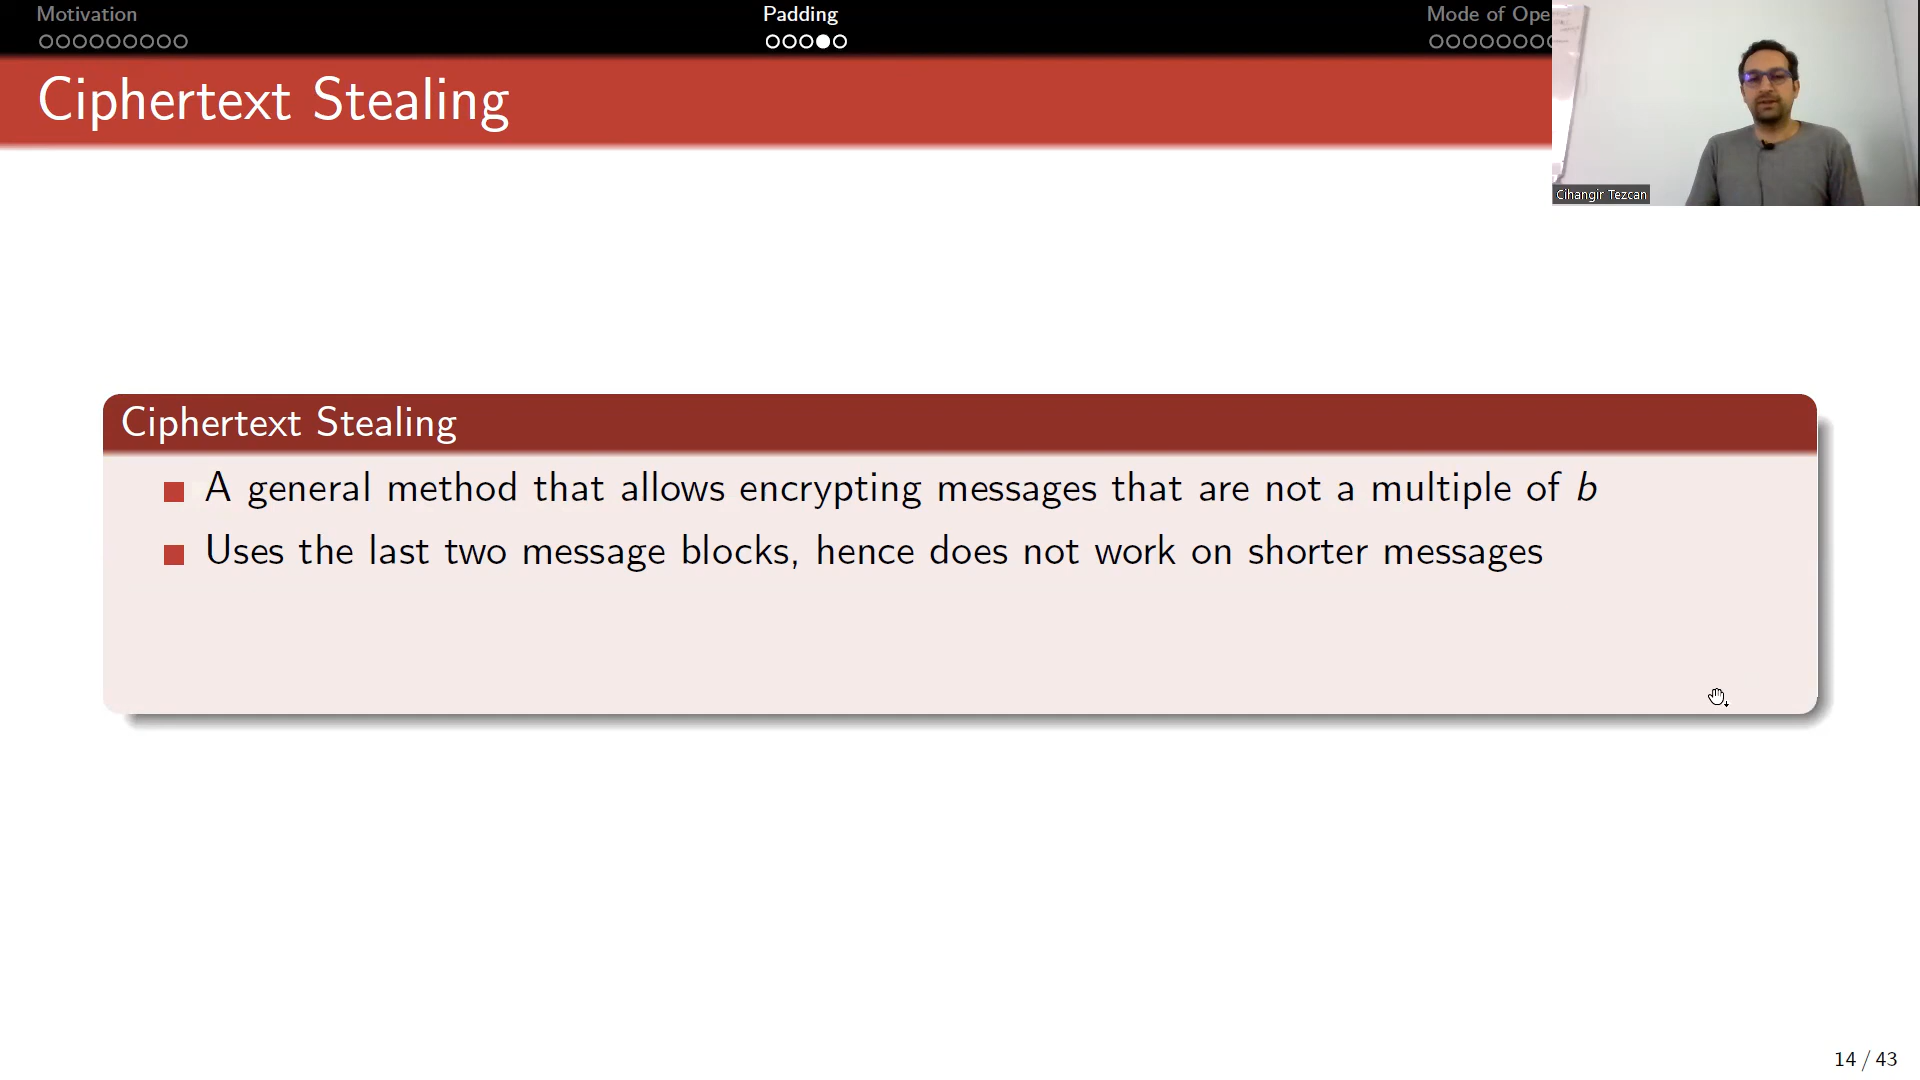 Motivation
Padding
Mode of Ope
Ciphertext Stealing
Cihangir Tezcan
Ciphertext Stealing
A general method that allows encrypting messages that are not a multiple of b
Uses the last two message blocks, hence does not work on shorter messages
14 / 43